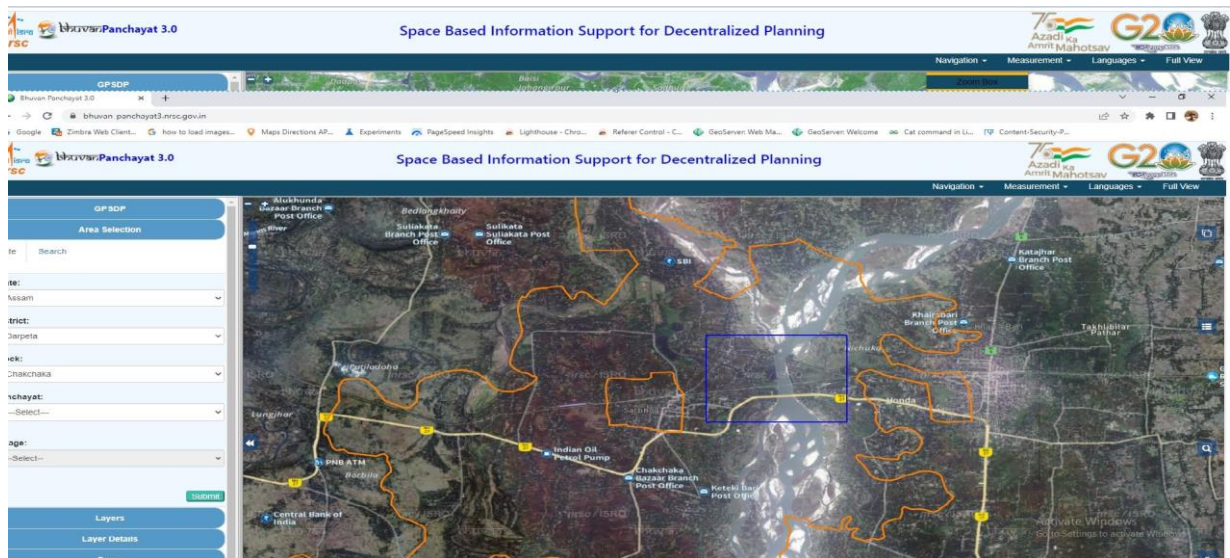 bhuvan Panchayat 3.0
Space Based Information Support for Decentralized Planning
Azadi Ka
Amrit Mahotsav
G20
Navigation
Measurement
Languages
Full View
GPSDP
Zoom Box
Bhuvan Panchayat 3.0
bhuvan panchayat3.nrsc.gov.in
Google
Zimbra Web Client...
how to load images...
Maps Directions AP...
Experiments
PageSpeed Insights
Lighthouse - Chro...
Referer Control - C...
GeoServer: Web Ma...
GeoServer: Welcome
Cat command in Li...
Content-Security-P...
bhuvan Panchayat 3.0
Space Based Information Support for Decentralized Planning
Azadi Ka
Amrit Mahotsav
G20
Navigation
Measurement
Languages
Full View
GPSDP
Area Selection
Search
Assam
Chakchaka
--Select--
--Select--
Submit
Layers
Layer Details
Alukhunda
Bazaar Branch
Post Office
Suliakata
Branch Post
Office
Sulikata
Suliakata Post
Office
SBI
Katajhar
Branch Post
Office
Khairabari
Branch Post
Office
Takhlibilar
Pathar
Nichuka
Indian Oil
Petrol Pump
PNB ATM
Chakchaka
Bazaar Branch
Post Office
Keteki Bari
Post Office
Central Bank of
India
Activate Windows
Go to Settings to activate Windows